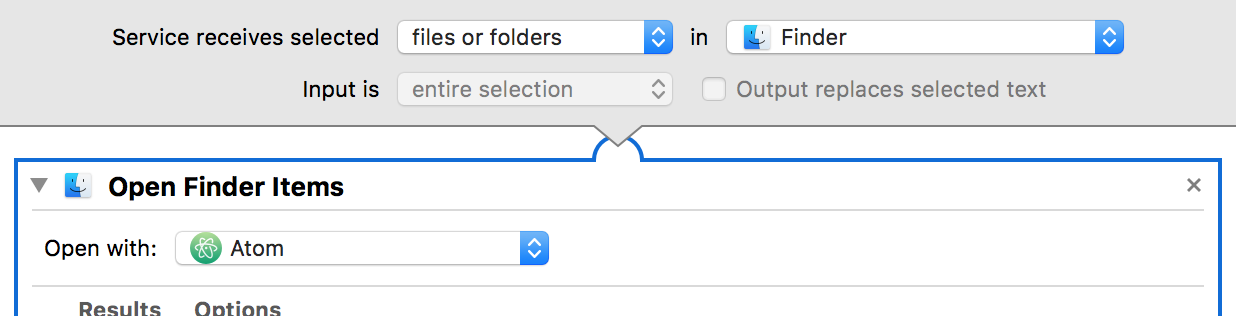 Service receives selected files or folders in Finder
Input is entire selection Output replaces selected text
Open Finder Items
Open with: Atom
Results Options